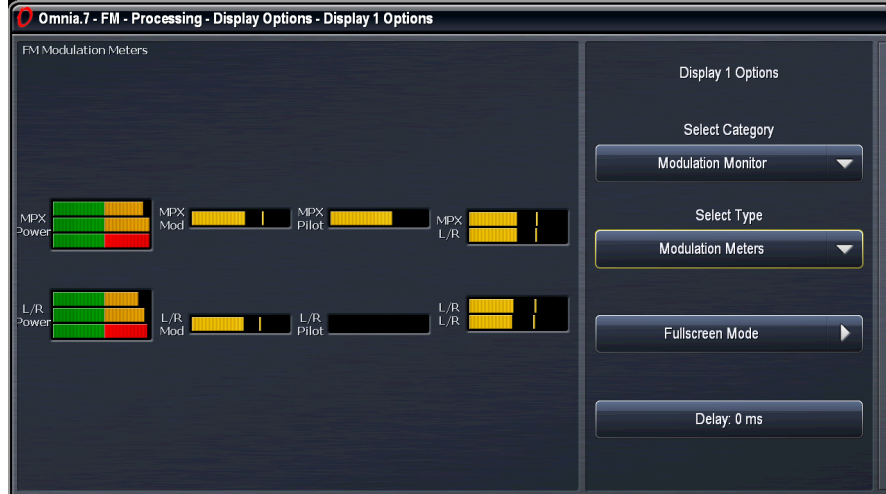 Omnia.7 - FM - Processing - Display Options - Display 1 Options
FM Modulation Meters
Display 1 Options
Select Category
Modulation Monitor
Select Type
Modulation Meters
Fullscreen Mode
Delay: 0 ms
MPX
Power
MPX
Mod
MPX
Pilot
MPX
L/R
L/R
Power
L/R
Mod
L/R
Pilot
L/R
L/R